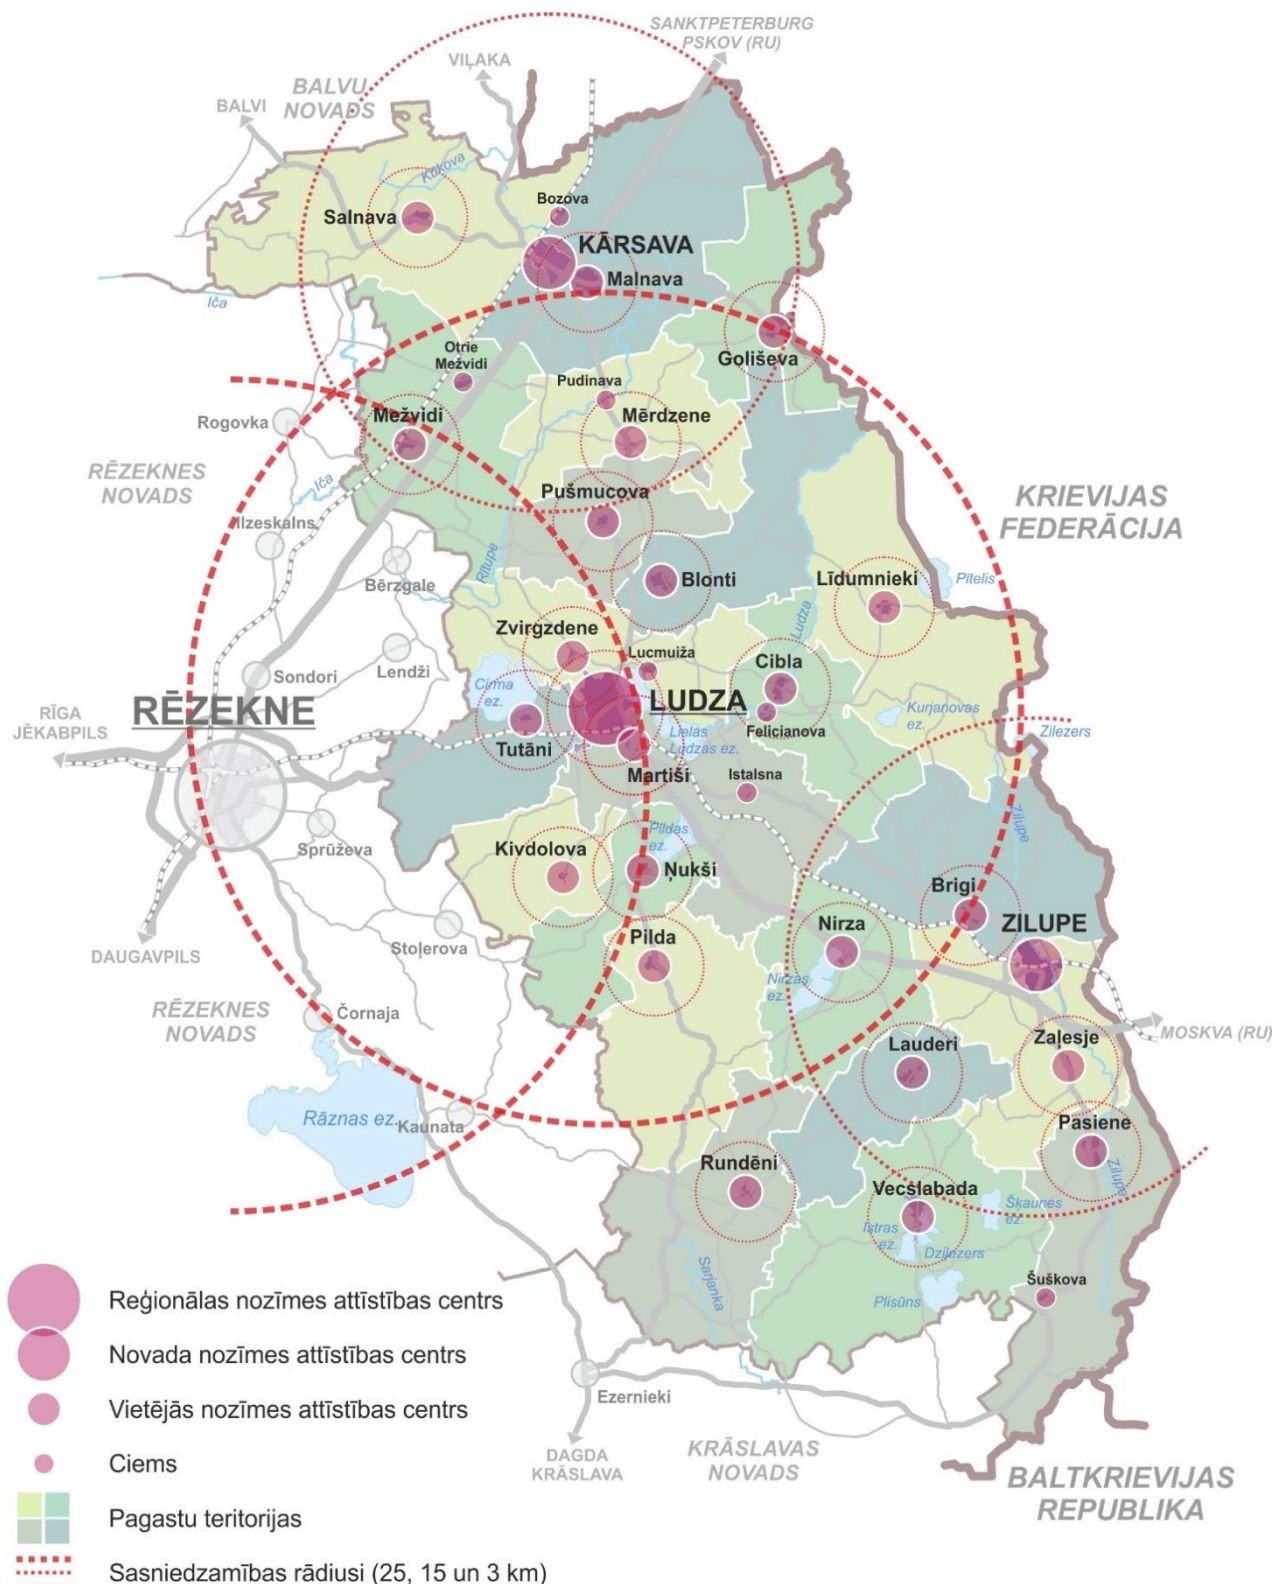 SANKTPETERBURG
PSKOV (RU)
VIĻAKA
BALVU
NOVADS
BALVI
Kūkova
Bozova
Salnava
KĀRSAVA
Malnava
Iča
Goliševa
Otrie
Mežvidi
Pudinava
Mežvidi
Mērdzene
Rogovka
RĒZEKNES
NOVADS
Iča
Pušmucova
KRIEVIJAS
FEDERĀCIJA
Ilzeskalns
Rītupe
Bērzgale
Blonti
Līdumnieki
Pītelis
Ludza
Zvirgzdene
Lucmuiža
Cibla
Lendži
Sondori
Cirma
ez.
RĒZEKNE
LUDZA
Kurjanovas
ez.
RĪGA
JĒKABPILS
Felicianova
Zilezers
Tutāni
Lielas
Ludzas ez.
Martiši
Istalsna
Zilupe
Sprūževa
Kivdolova
Pildas
ez.
Ņukši
Brigi
Nirza
ZILUPE
Stoļerova
Pilda
DAUGAVPILS
Nirzas
ez.
RĒZEKNES
NOVADS
Čornaja
MOSKVA (RU)
Lauderi
Zaļesje
Rāznas ez.
Kaunata
Pasiene
Rundēni
Vecslabada
Zilupe
Šķaunes
ez.
Istras
ez.
Dziļezers
Sarjanka
Plisūns
Šuškova
Reģionālas nozīmes attīstības centrs
Novada nozīmes attīstības centrs
Vietējās nozīmes attīstības centrs
Ezernieki
Ciems
DAGDA
KRĀSLAVA
KRĀSLAVAS
NOVADS
BALTKRIEVIJAS
REPUBLIKA
Pagastu teritorijas
Sasniedzamības rādiusi (25, 15 un 3 km)